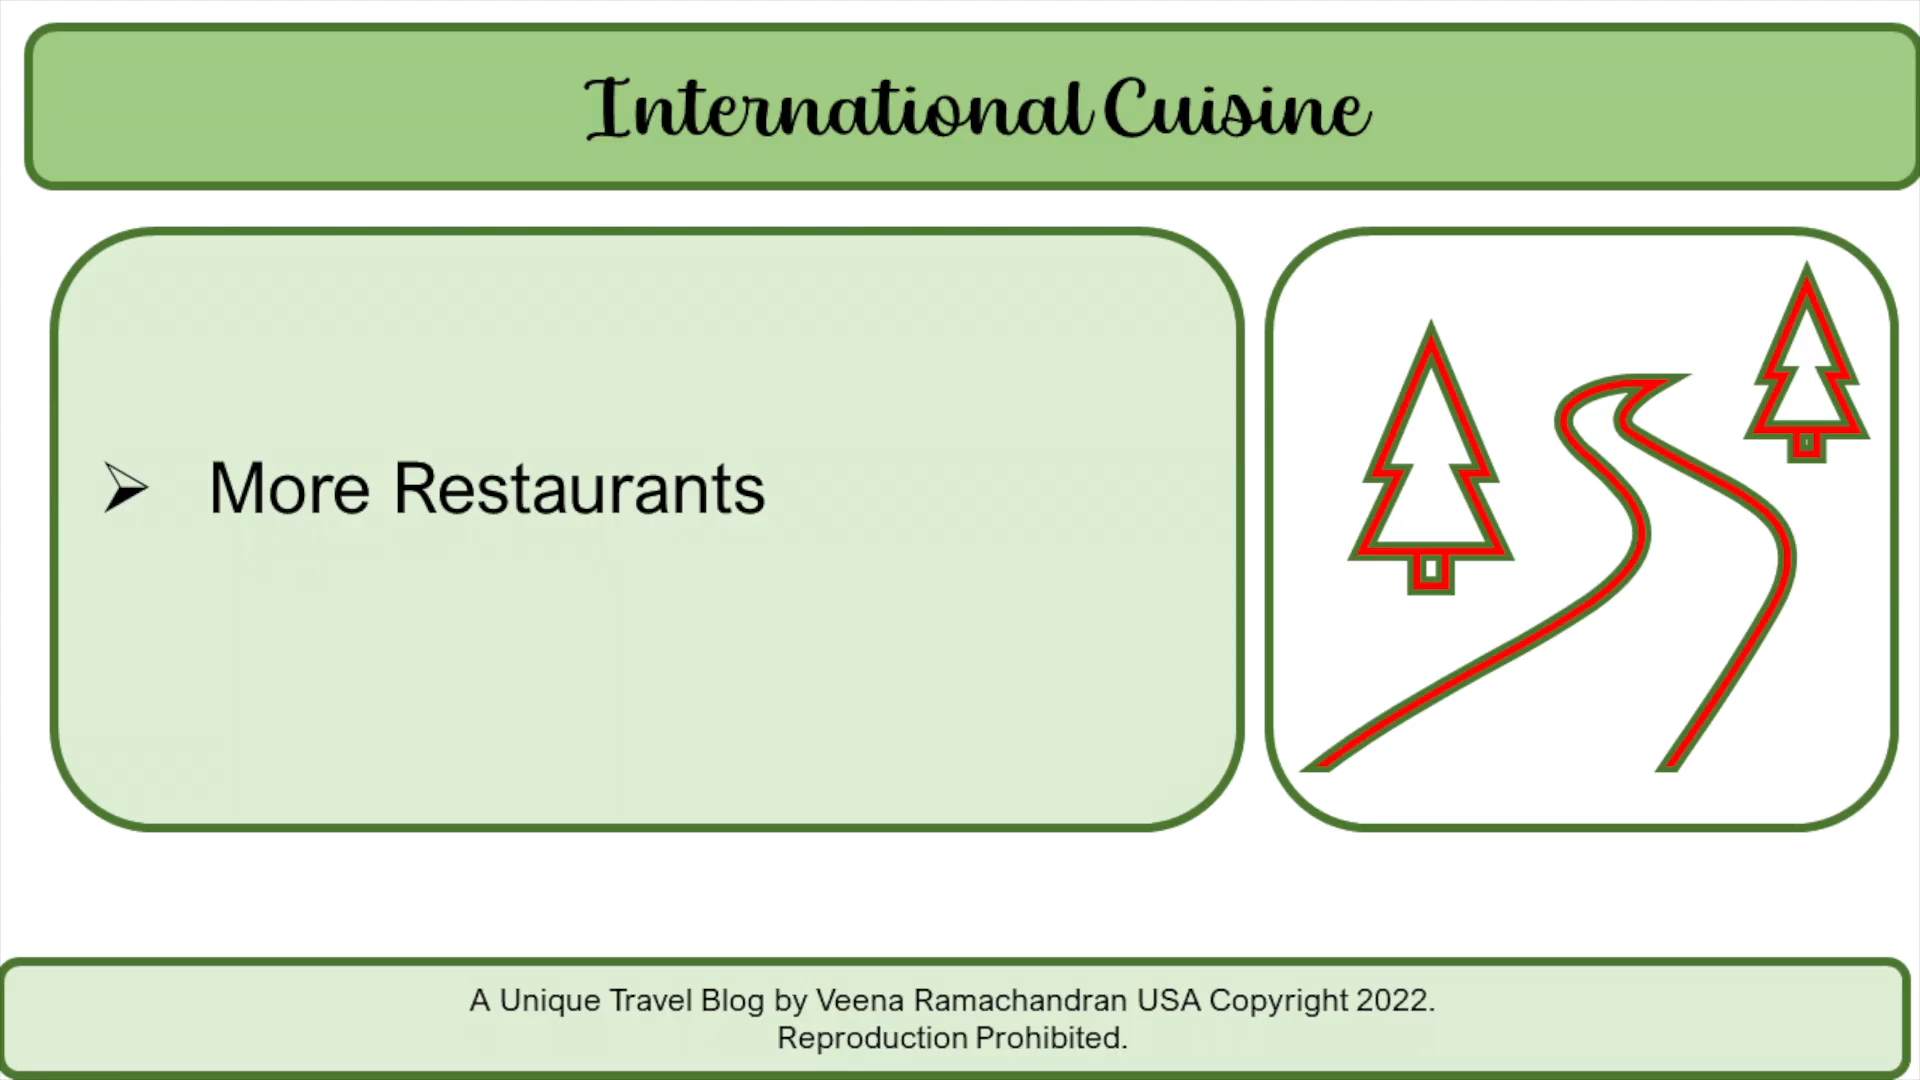 International Cuisine
➢ More Restaurants
A Unique Travel Blog by Veena Ramachandran USA Copyright 2022.
Reproduction Prohibited.